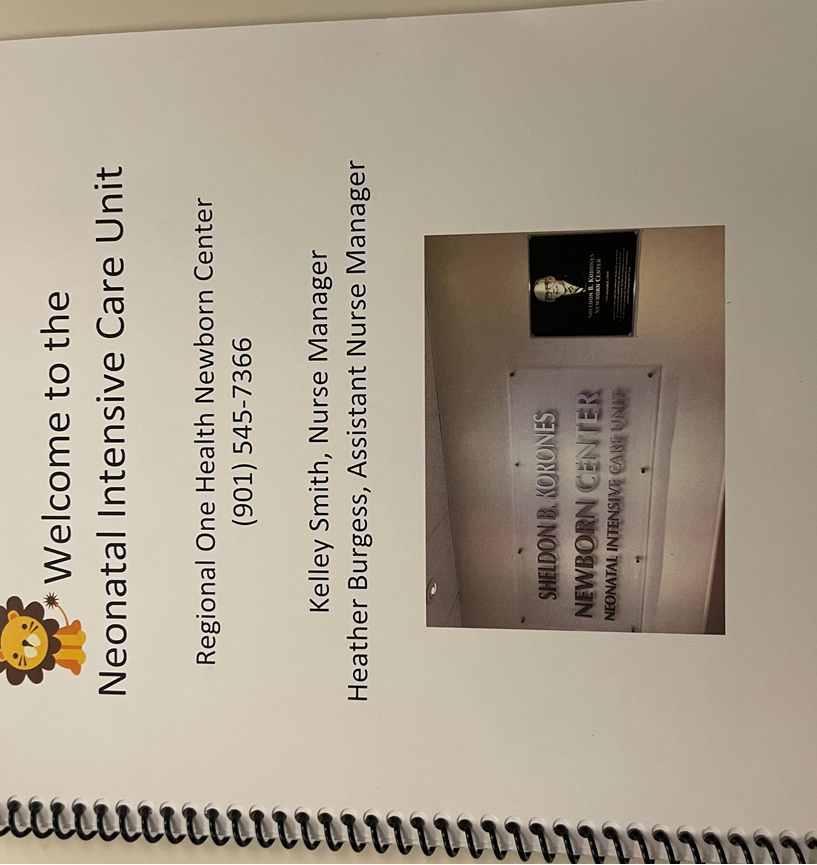 Welcome to the
Neonatal Intensive Care Unit
Regional One Health Newborn Center
(901) 545-7366
Kelley Smith, Nurse Manager
Heather Burgess, Assistant Nurse Manager
SHELDON B. KORONES
NEWBORN CENTER
NEONATAL INTENSIVE CARE UNIT
SHELDON B. KORONES
NEWBORN CENTER